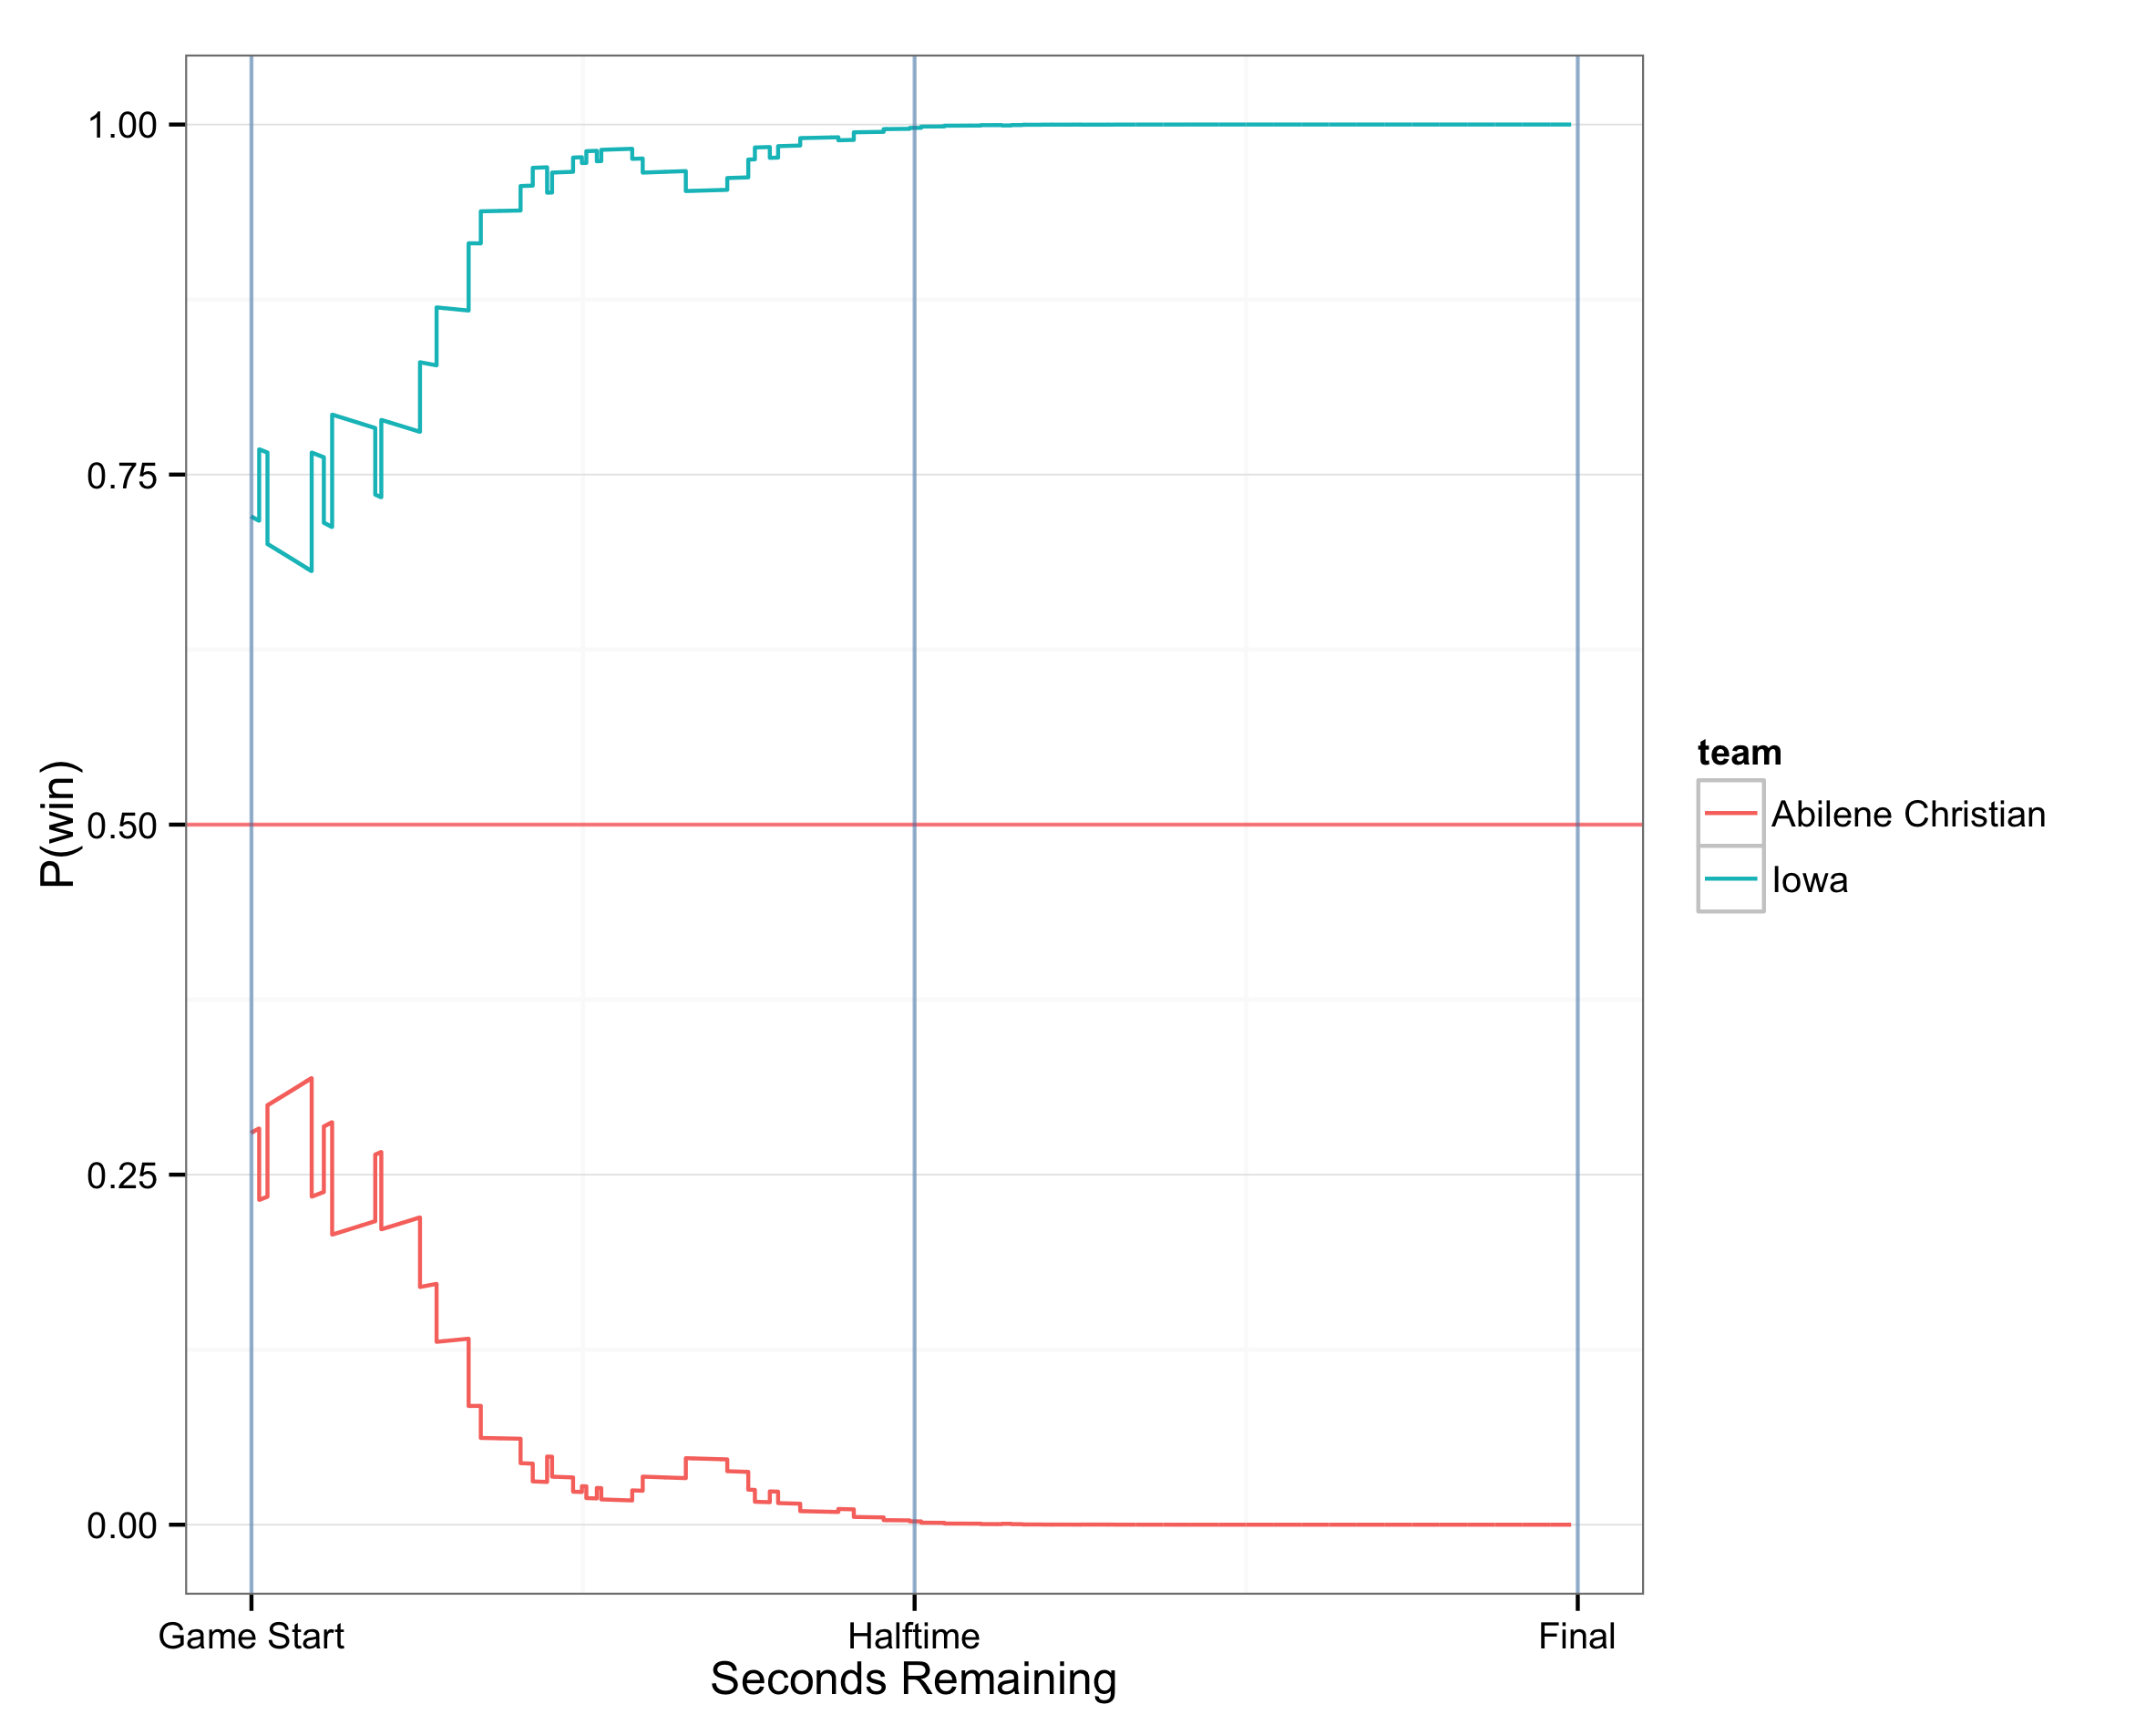 1.00
0.75
0.50
0.25
0.00
P(win)
Game Start
Halftime
Final
Seconds Remaining
team
Abilene Christian
Iowa